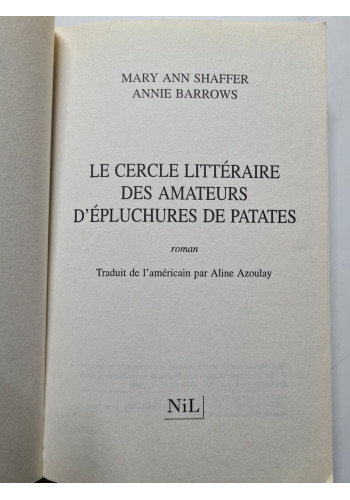 MARY ANN SHAFFER
ANNIE BARROWS
LE CERCLE LITTÉRAIRE
DES AMATEURS
D'ÉPLUCHURES DE PATATES
roman
Traduit de l'américain par Aline Azoulay
NiL